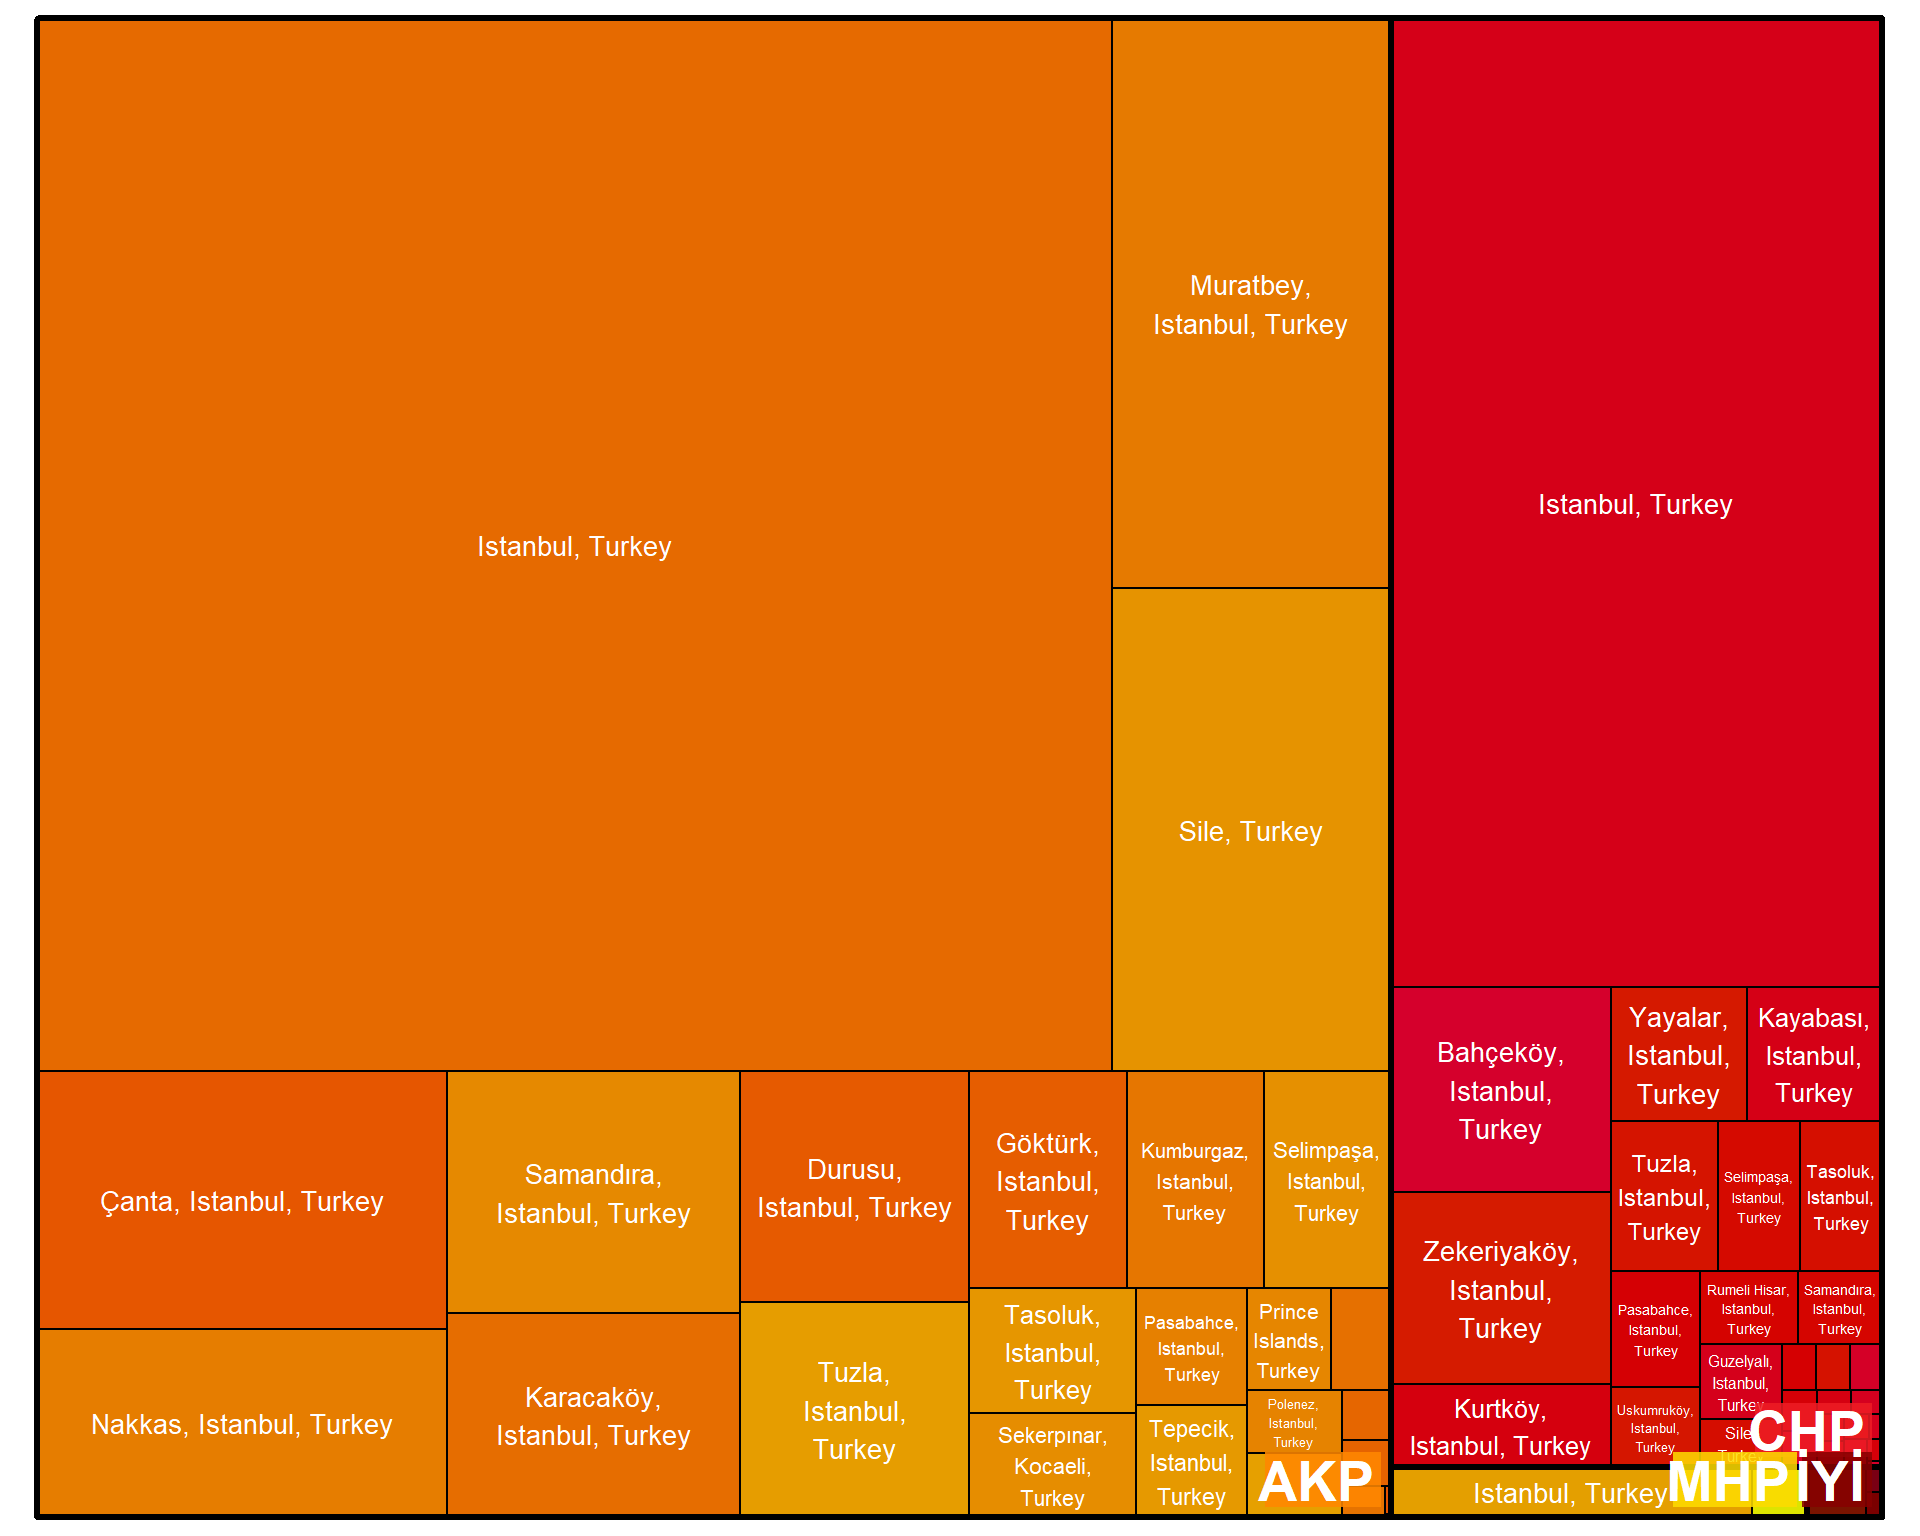 Istanbul, Turkey
Muratbey,
Istanbul, Turkey
Sile, Turkey
Çanta, Istanbul, Turkey
Nakkas, Istanbul, Turkey
Samandıra,
Istanbul, Turkey
Karacaköy,
Istanbul, Turkey
Durusu,
Istanbul, Turkey
Tuzla,
Istanbul,
Turkey
Göktürk,
Istanbul,
Turkey
Kumburgaz,
Istanbul,
Turkey
Selimpaşa,
Istanbul,
Turkey
Tasoluk,
Istanbul,
Turkey
Sekerpınar,
Kocaeli,
Turkey
Pasabahce,
Istanbul,
Turkey
Tepecik,
Istanbul,
Turkey
Prince
Islands,
Turkey
Polenez,
Istanbul,
Turkey
AKP
Istanbul, Turkey
Bahçeköy,
Istanbul,
Turkey
Zekeriyaköy,
Istanbul,
Turkey
Kurtköy,
Istanbul, Turkey
Yayalar,
Istanbul,
Turkey
Kayabası,
Istanbul,
Turkey
Tuzla,
Istanbul,
Turkey
Selimpaşa,
Istanbul,
Turkey
Tasoluk,
Istanbul,
Turkey
Pasabahce,
Istanbul,
Turkey
Uskumruköy,
Istanbul,
Turkey
Rumeli Hisar,
Istanbul,
Turkey
Samandıra,
Istanbul,
Turkey
Guzelyalı,
Istanbul,
Turkey
Sile,
Turkey
CHP
Istanbul, Turkey
MHP
İYİ